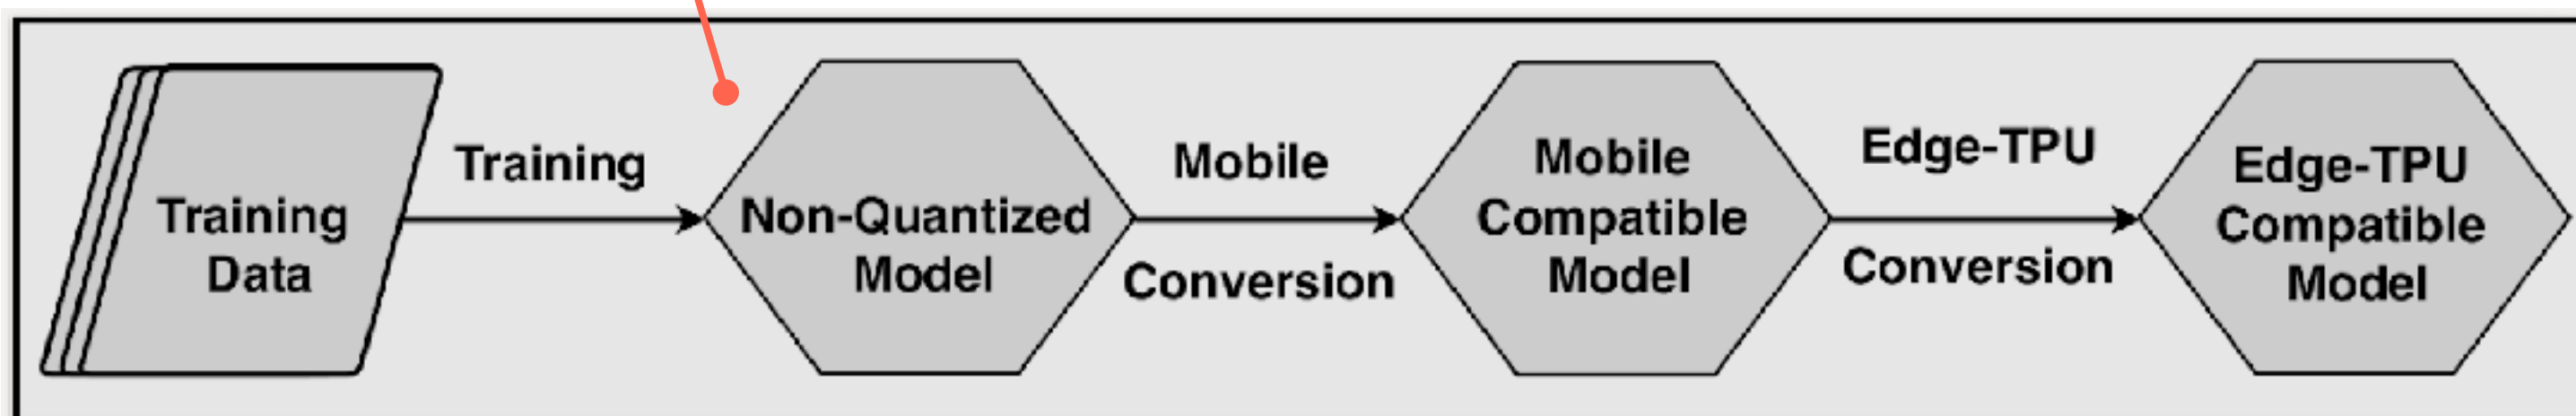 Training
Data
Training
Non-Quantized
Model
Mobile
Conversion
Mobile
Compatible
Model
Edge-TPU
Conversion
Edge-TPU
Compatible
Model